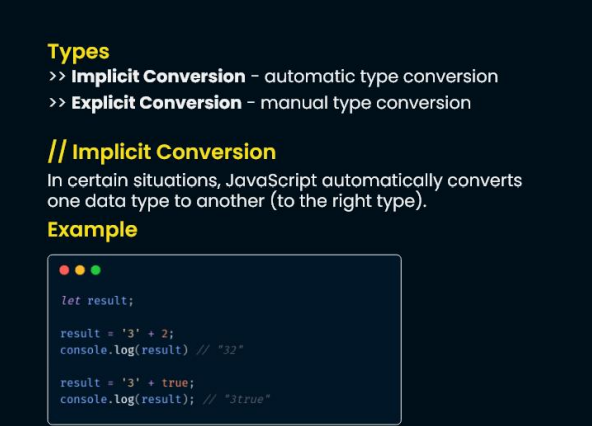 Types
>> Implicit Conversion - automatic type conversion
>> Explicit Conversion - manual type conversion
// Implicit Conversion
In certain situations, JavaScript automatically converts
one data type to another (to the right type).
Example
let result;
result = '3' + 2;
console.log(result) // "32"
result = '3' + true;
console.log(result); // "3true"